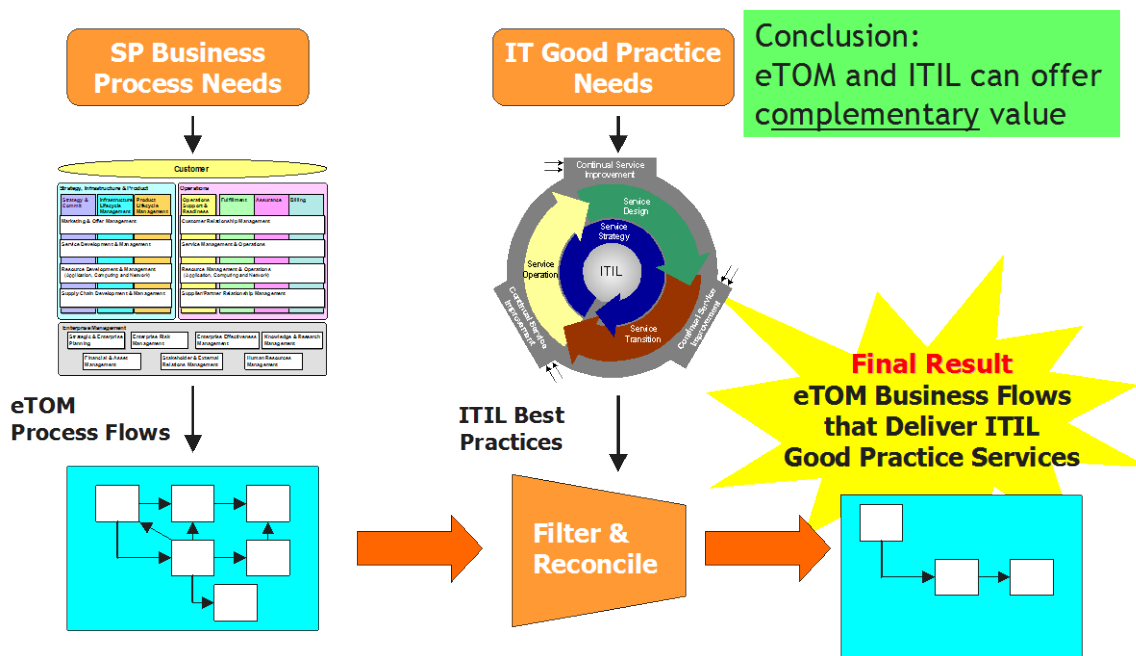 SP Business
Process Needs
IT Good Practice
Needs
Conclusion:
eTOM and ITIL can offer
complementary value
Customer
Strategy, Infrastructure & Product
Operations
Strategy &
Commit
Infrastructure
Lifecycle
Management
Product
Lifecycle
Management
Operations
Support &
Readiness
Fulfillment
Assurance
Billing
Marketing & Offer Management
Customer Relationship Management
Service Development & Management
Service Management & Operations
Resource Development & Management
(Application, Computing and Network)
Resource Management & Operations
(Application, Computing and Network)
Supply Chain Development & Management
Supplier/Partner Relationship Management
Enterprise Management
Strategic & Enterprise
Planning
Enterprise Risk
Management
Enterprise Effectiveness
Management
Knowledge & Research
Management
Financial & Asset
Management
Stakeholder & External
Relations Management
Human Resources
Management
Continual Service
Improvement
Service
Design
Service
Strategy
ITIL
Service
Operation
Service
Transition
Continual Service
Improvement
Continual Service
Improvement
eTOM
Process Flows
ITIL Best
Practices
Final Result
eTOM Business Flows
that Deliver ITIL
Good Practice Services
Filter &
Reconcile